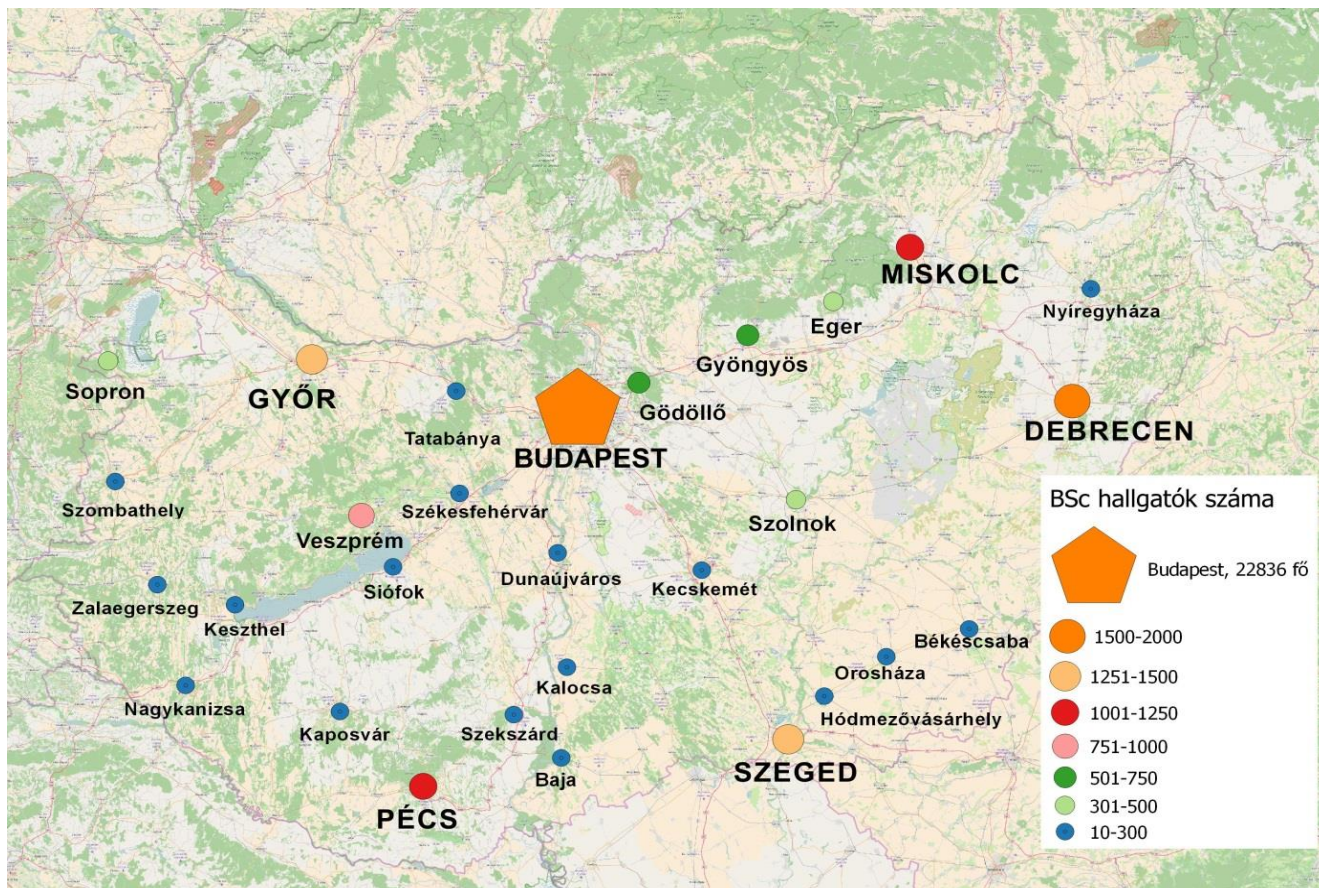 MISKOLC
Nyíregyháza
Eger
Gyöngyös
Sopron
GYŐR
Gödöllő
Tatabánya
DEBRECEN
BUDAPEST
Szombathely
Székesfehérvár
Veszprém
Szolnok
Siófok
Dunaújváros
Kecskemét
Zalaegerszeg
Keszthel
Békéscsaba
Orosháza
Kalocsa
Nagykanizsa
Hódmezővásárhely
Kaposvár
Szekszárd
Baja
SZEGED
PÉCS
BSc hallgatók száma
Budapest, 22836 fő
1500-2000
1251-1500
1001-1250
751-1000
501-750
301-500
10-300